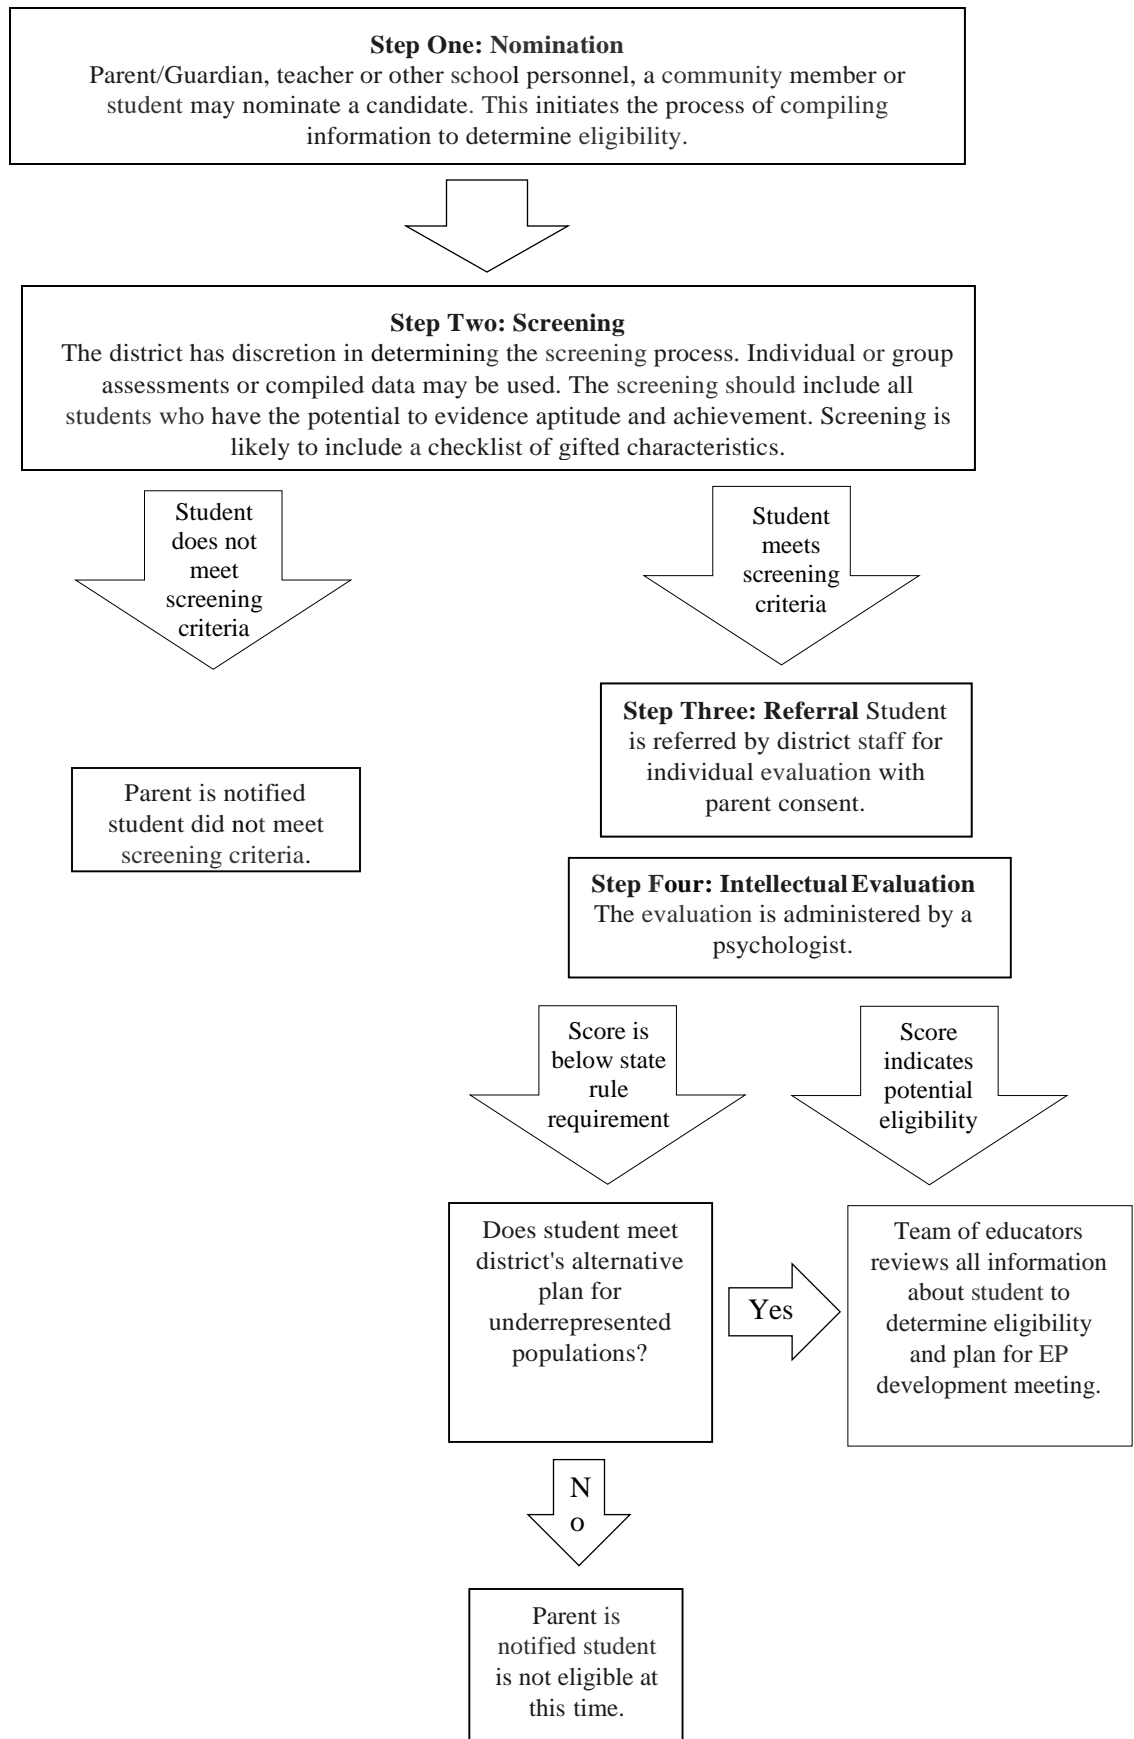 Step One: Nomination
Parent/Guardian, teacher or other school personnel, a community member or
student may nominate a candidate. This initiates the process of compiling
information to determine eligibility.
Step Two: Screening
The district has discretion in determining the screening process. Individual or group
assessments or compiled data may be used. The screening should include all
students who have the potential to evidence aptitude and achievement. Screening is
likely to include a checklist of gifted characteristics.
Student
does not
meet
screening
criteria
Student
meets
screening
criteria
Parent is notified
student did not meet
screening criteria.
Step Three: Referral Student
is referred by district staff for
individual evaluation with
parent consent.
Step Four: Intellectual Evaluation
The evaluation is administered by a
psychologist.
Score is
below state
rule
requirement
Score
indicates
potential
eligibility
Does student meet
district's alternative
plan for
underrepresented
populations?
Yes
Team of educators
reviews all information
about student to
determine eligibility
and plan for EP
development meeting.
N
o
Parent is
notified student
is not eligible at
this time.